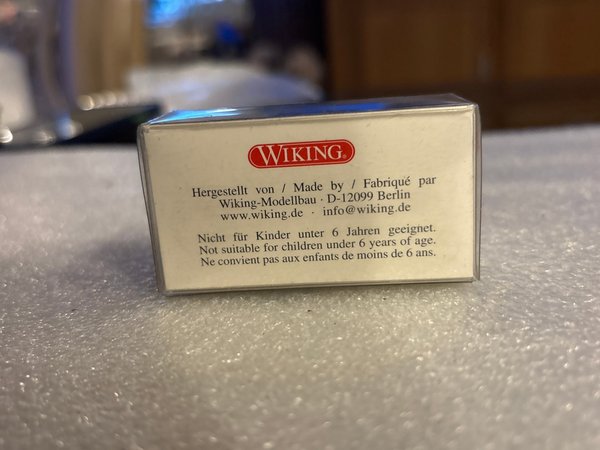 WIKING®
Hergestellt von / Made by / Fabriqué par
Wiking-Modellbau · D-12099 Berlin
www.wiking.de · info@wiking.de
Nicht für Kinder unter 6 Jahren geeignet.
Not suitable for children under 6 years of age.
Ne convient pas aux enfants de moins de 6 ans.